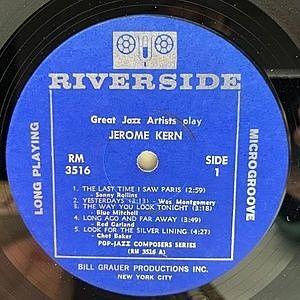 RIVERSIDE
Great Jazz Artists play
JEROME KERN
LONG PLAYING
MICROGROOVE
RM
3516
SIDE
1
1 THE LAST TIME I SAW PARIS (2:59)
Sonny Rollins
2 YESTERDAYS (3:13) - Wes Montgomery
3 THE WAY YOU LOOK TONIGHT (3:18)
- Blue Mitchell
4 LONG AGO AND FAR AWAY (3:49)
- Red Garland
5 LOOK FOR THE SILVER LINING (4:27)
- Chet Baker
POP-JAZZ COMPOSERS SERIES
(RM 3516 A)
BILL GRAUER PRODUCTIONS INC.
NEW YORK CITY